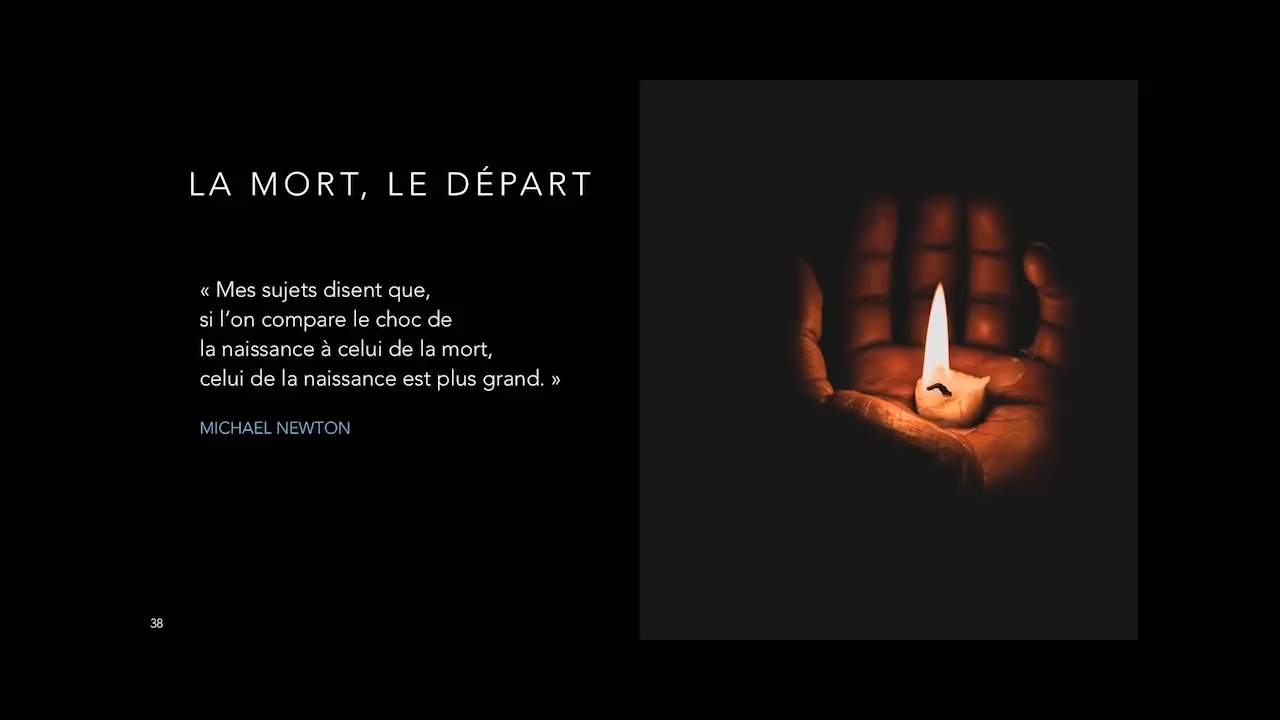 LA MORT, LE DÉPART
« Mes sujets disent que,
si l’on compare le choc de
la naissance à celui de la mort,
celui de la naissance est plus grand. »
MICHAEL NEWTON
38